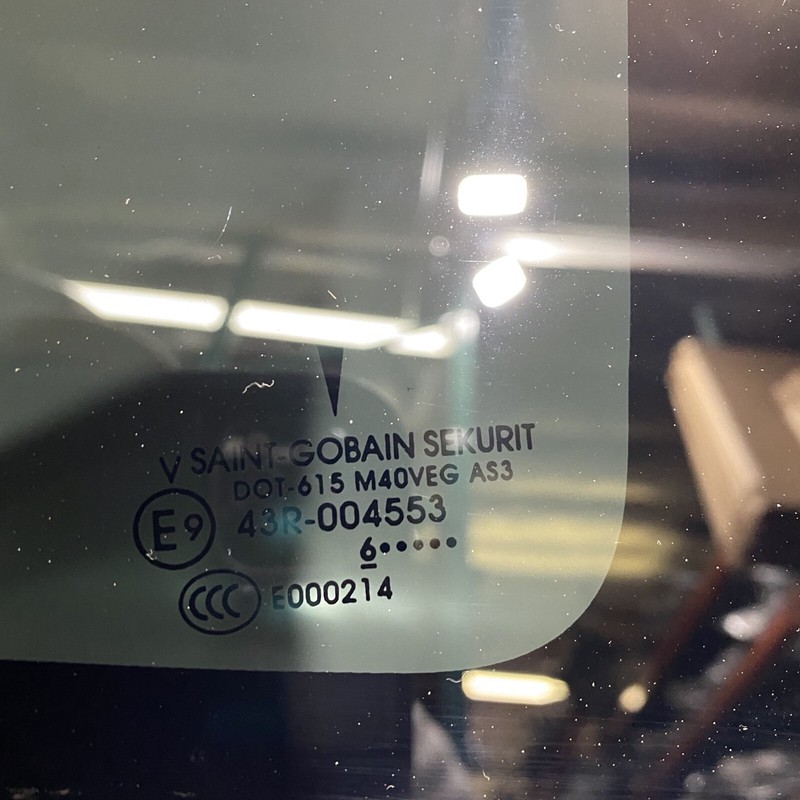 V SAINT-GOBAIN SEKURIT
DOT-615 M40VEG AS3
E9 43R-004553
6•••••
CCC E000214